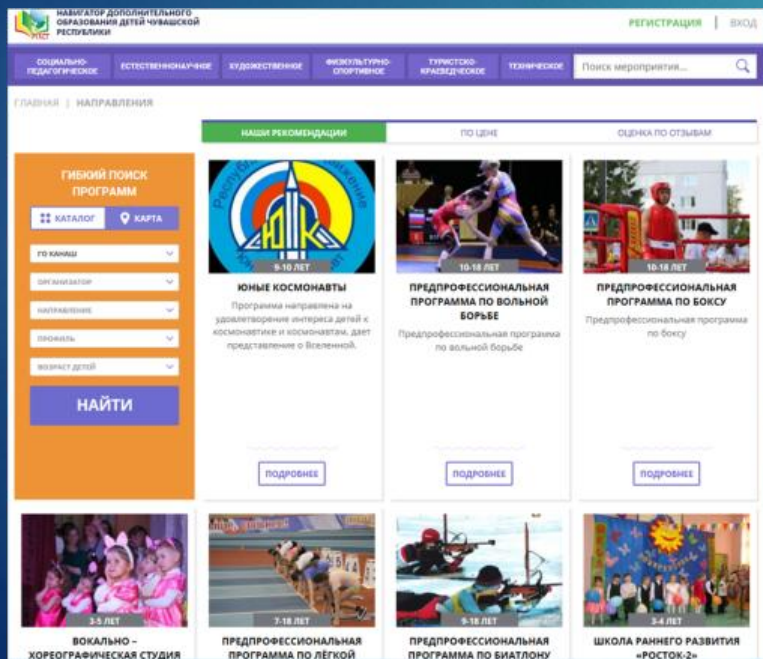 НАВИГАТОР ДОПОЛНИТЕЛЬНОГО
ОБРАЗОВАНИЯ ДЕТЕЙ ЧУВАШСКОЙ
РЕСПУБЛИКИ
РЕГИСТРАЦИЯ | ВХОД
СОЦИАЛЬНО-
ПЕДАГОГИЧЕСКОЕ
ЕСТЕСТВЕННОНАУЧНОЕ
ХУДОЖЕСТВЕННОЕ
ФИЗКУЛЬТУРНО-
СПОРТИВНОЕ
ТУРИСТСКО-
КРАЕВЕДЧЕСКОЕ
ТЕХНИЧЕСКОЕ
Поиск мероприятия...
ГЛАВНАЯ | НАПРАВЛЕНИЯ
НАШИ РЕКОМЕНДАЦИИ
ПО ЦЕНЕ
ОЦЕНКА ПО ОТЗЫВАМ
ГИБКИЙ ПОИСК
ПРОГРАММ
КАТАЛОГ
КАРТА
ГО КАНАШ
ОРГАНИЗАТОР
НАПРАВЛЕНИЕ
ПРОФИЛЬ
ВОЗРАСТ ДЕТЕЙ
НАЙТИ
ЮК
9-10 ЛЕТ
ЮНЫЕ КОСМОНАВТЫ
Программа направлена на
удовлетворение интереса детей к
космонавтике и космонавтам, дает
представление о Вселенной.
ПОДРОБНЕЕ
10-18 ЛЕТ
ПРЕДПРОФЕССИОНАЛЬНАЯ
ПРОГРАММА ПО ВОЛЬНОЙ
БОРЬБЕ
Предпрофессиональная программа
по вольной борьбе
ПОДРОБНЕЕ
10-18 ЛЕТ
ПРЕДПРОФЕССИОНАЛЬНАЯ
ПРОГРАММА ПО БОКСУ
Предпрофессиональная программа
по боксу
ПОДРОБНЕЕ
3-5 ЛЕТ
ВОКАЛЬНО –
ХОРЕОГРАФИЧЕСКАЯ СТУДИЯ
7-18 ЛЕТ
ПРЕДПРОФЕССИОНАЛЬНАЯ
ПРОГРАММА ПО ЛЁГКОЙ
9-18 ЛЕТ
ПРЕДПРОФЕССИОНАЛЬНАЯ
ПРОГРАММА ПО БИАТЛОНУ
3-4 ЛЕТ
ШКОЛА РАННЕГО РАЗВИТИЯ
«РОСТОК-2»